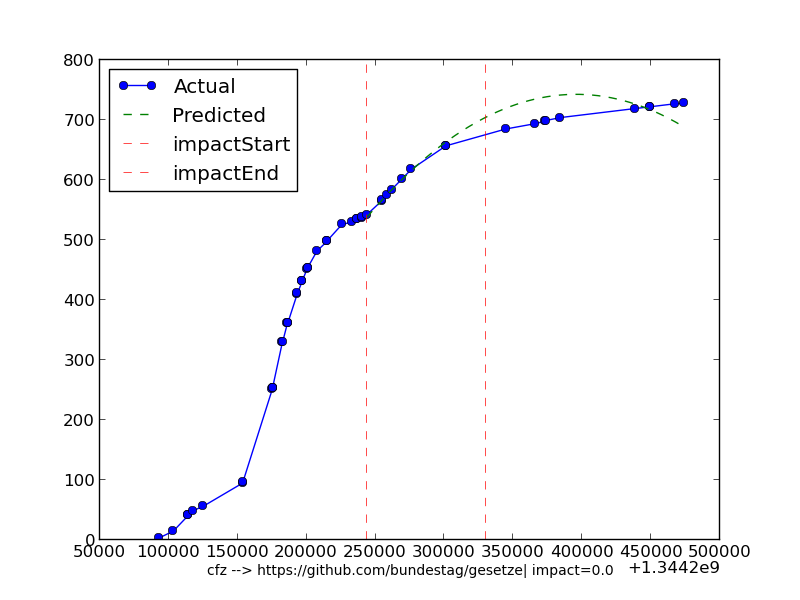 800
700
600
500
400
300
200
100
0
Actual
Predicted
impactStart
impactEnd
50000 100000 150000 200000 250000 300000 350000 400000 450000 500000
+1.3442e9
cfz --> https://github.com/bundestag/gesetze| impact=0.0